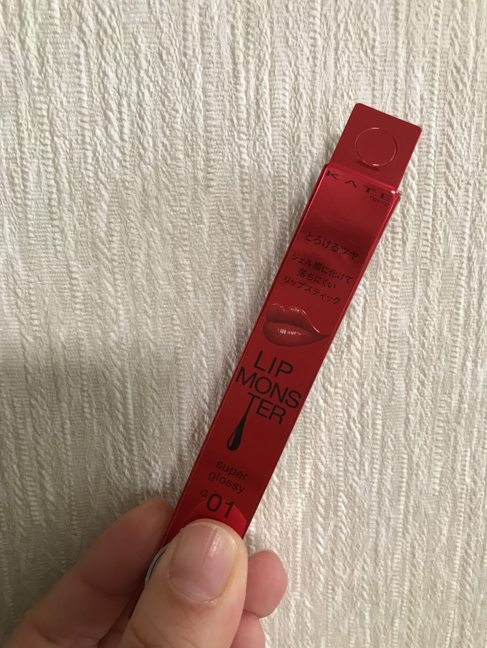 KATE
とろけるツヤ
ジェル膜に化けて
落ちにくい
リップスティック
LIP
MONS
TER
super
glossy
G01